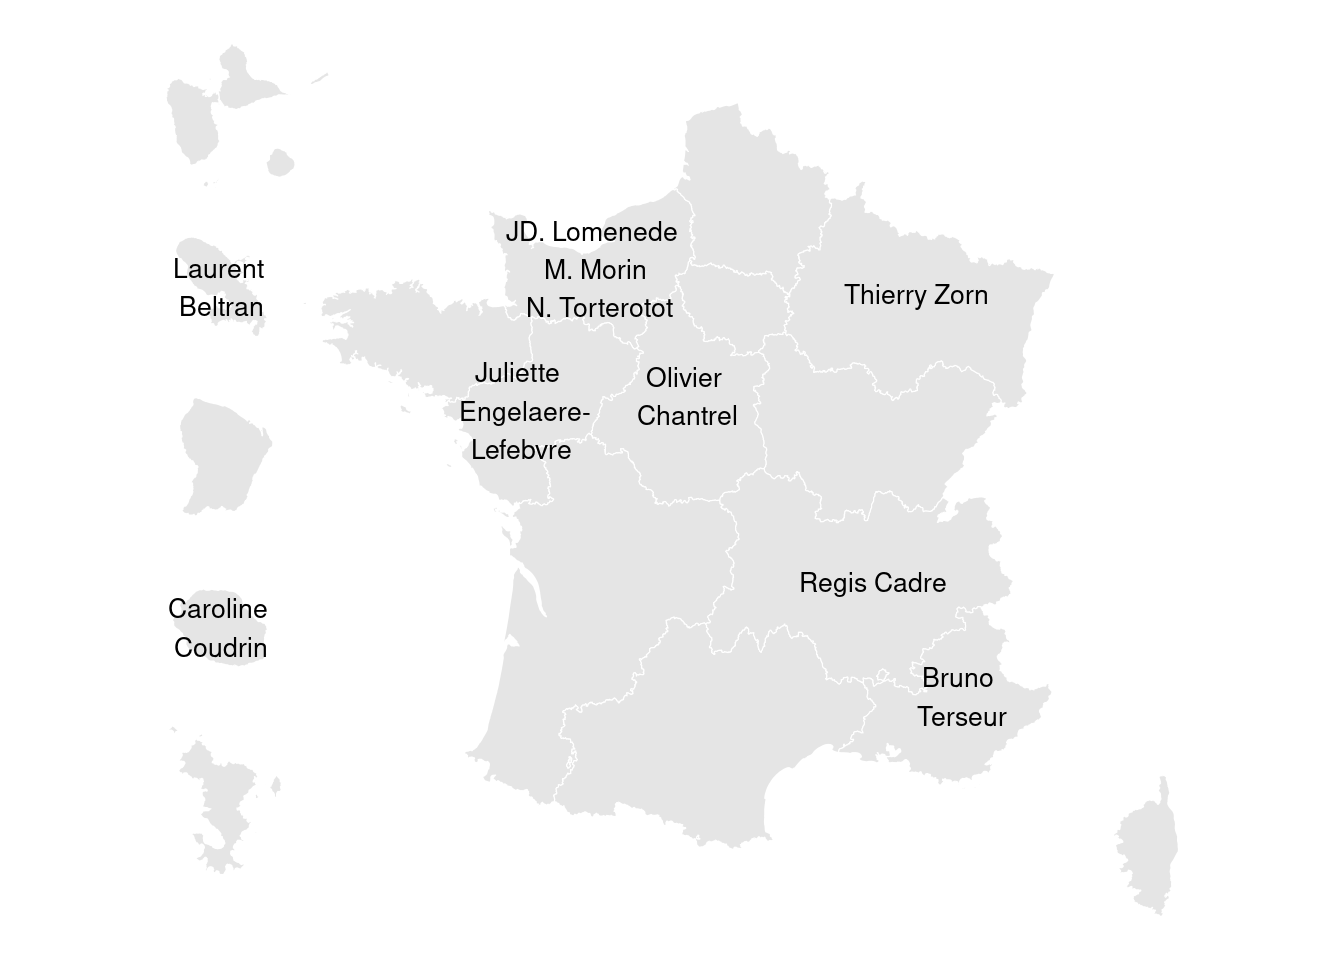 JD. Lomenede
M. Morin
N. Torterotot
Laurent
Beltran
Thierry Zorn
Juliette
Engelaere-
Lefebvre
Olivier
Chantrel
Regis Cadre
Caroline
Coudrin
Bruno
Terseur